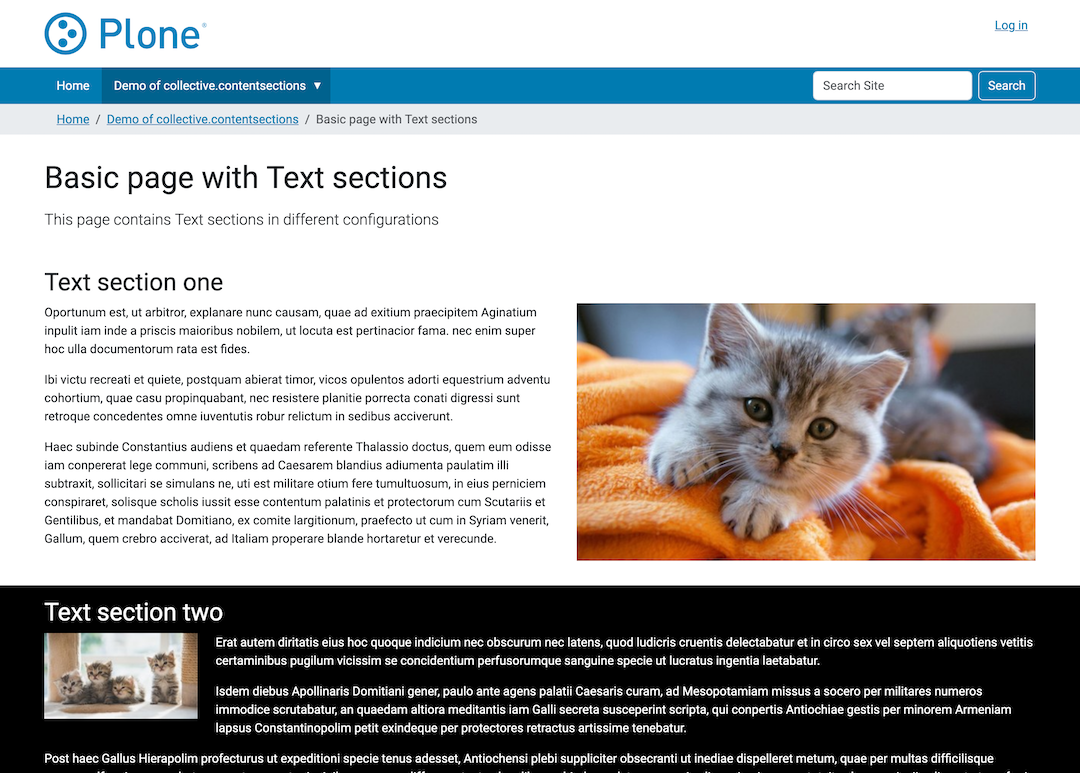 Plone®
Log in
Home
Demo of collective.contentsections ▼
Search Site
Search
Home / Demo of collective.contentsections / Basic page with Text sections
Basic page with Text sections
This page contains Text sections in different configurations
Text section one
Oportunum est, ut arbitror, explanare nunc causam, quae ad exitium praecipitem Aginatium
inpulit iam inde a priscis maioribus nobilem, ut locuta est pertinacior fama. nec enim super
hoc ulla documentorum rata est fides.
Ibi victu recreati et quiete, postquam abierat timor, vicos opulentos adorti equestrium adventu
cohortium, quae casu propinquabant, nec resistere planitie porrecta conati digressi sunt
retroque concedentes omne iuventutis robur relictum in sedibus acciverunt.
Haec subinde Constantius audiens et quaedam referente Thalassio doctus, quem eum odisse
iam conpererat lege communi, scribens ad Caesarem blandius adiumenta paulatim illi
subtraxit, sollicitari se simulans ne, uti est militare otium fere tumultuosum, in eius perniciem
conspiraret, solisque scholis iussit esse contentum palatinis et protectorum cum Scutariis et
Gentilibus, et mandabat Domitiano, ex comite largitionum, praefecto ut cum in Syriam venerit,
Gallum, quem crebro acciverat, ad Italiam properare blande hortaretur et verecunde.
Text section two
Erat autem diritatis eius hoc quoque indicium nec obscurum nec latens, quod ludicris cruentis delectabatur et in circo sex vel septem aliquotiens vetitis
certaminibus pugilum vicissim se concidentium perfusorumque sanguine specie ut lucratus ingentia laetabatur.
Isdem diebus Apollinaris Domitiani gener, paulo ante agens palatii Caesaris curam, ad Mesopotamiam missus a socero per militares numeros
immodice scrutabatur, an quaedam altiora meditantis iam Galli secreta susceperint scripta, qui conpertis Antiochiae gestis per minorem Armeniam
lapsus Constantinopolim petit exindeque per protectores retractus artissime tenebatur.
Post haec Gallus Hierapolim profecturus ut expeditioni specie tenus adesset, Antiochensi plebi suppliciter obsecranti ut inediae dispelleret metum, quae per multas difficilisque